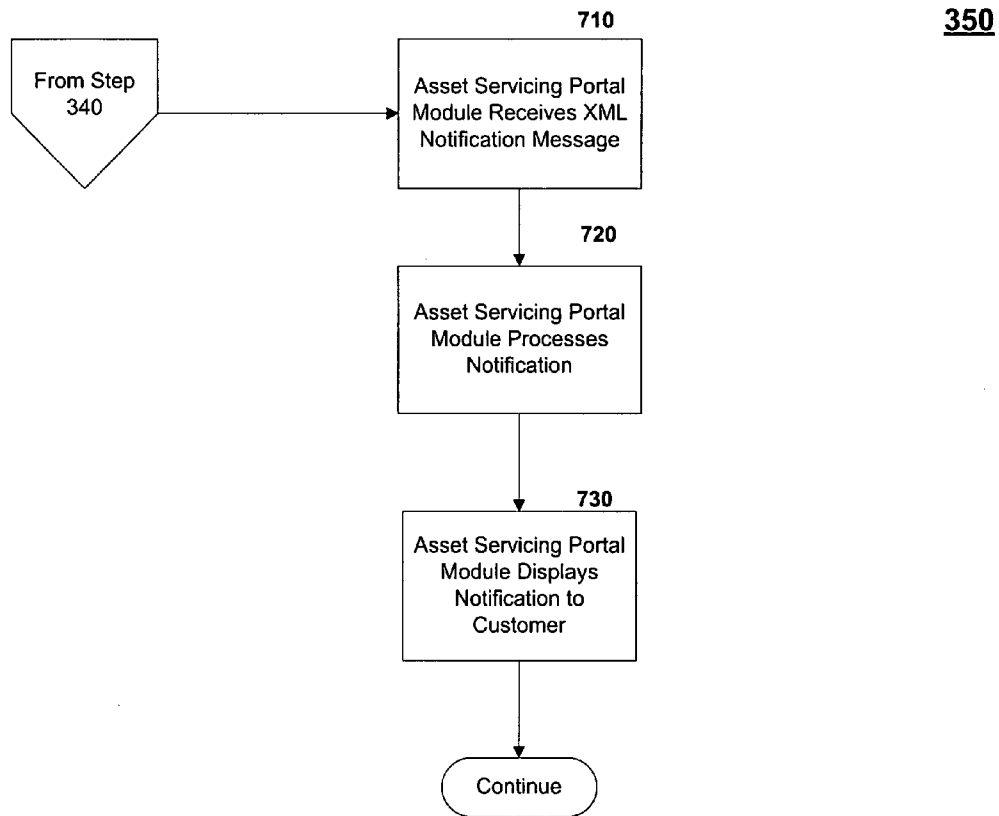 350
From Step
340
710
Asset Servicing Portal
Module Receives XML
Notification Message
720
Asset Servicing Portal
Module Processes
Notification
730
Asset Servicing Portal
Module Displays
Notification to
Customer
Continue